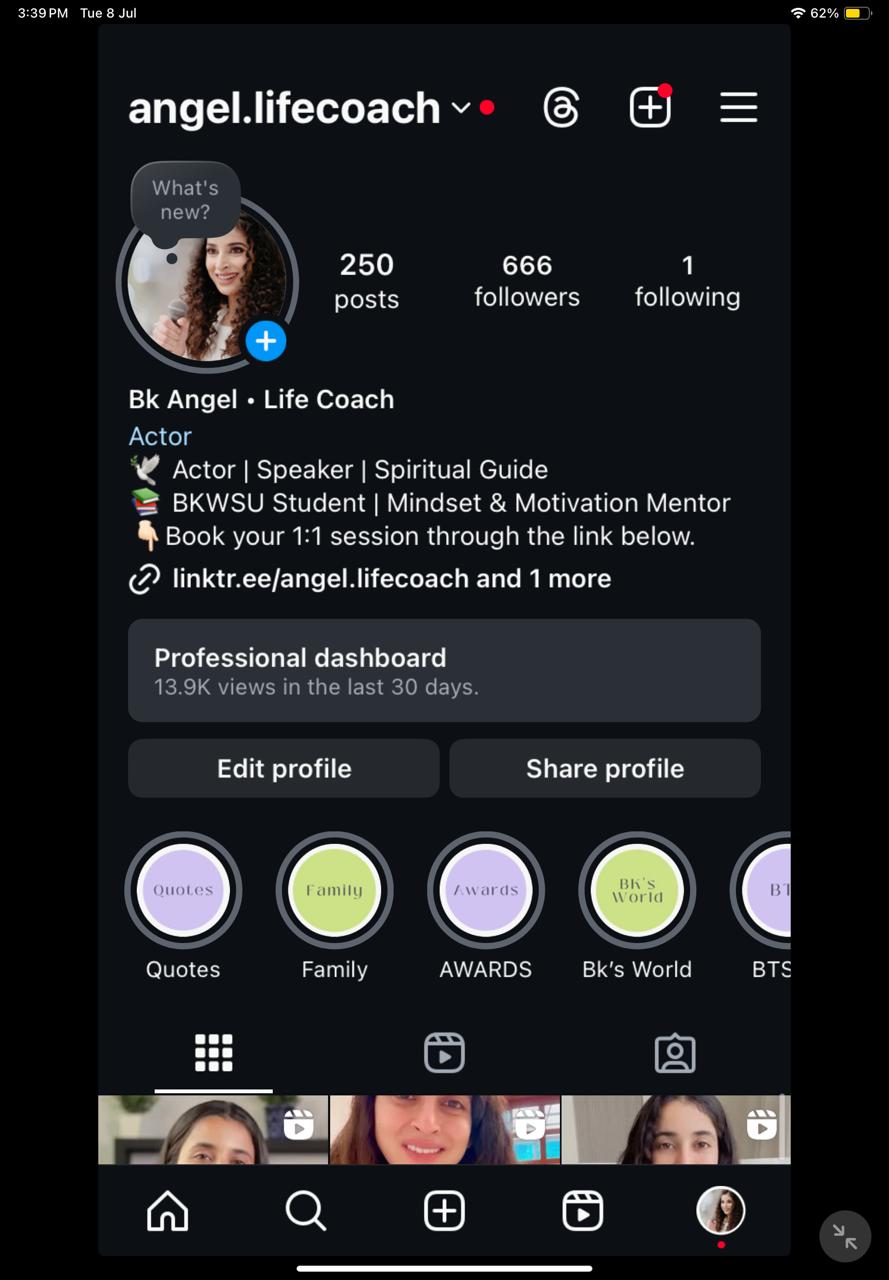 3:39 PM Tue 8 Jul
62%
angel.lifecoach
What's
new?
250
posts
666
followers
1
following
Bk Angel • Life Coach
Actor
🕊️ Actor | Speaker | Spiritual Guide
📚 BKWSU Student | Mindset & Motivation Mentor
👇🏻Book your 1:1 session through the link below.
linktr.ee/angel.lifecoach and 1 more
Professional dashboard
13.9K views in the last 30 days.
Edit profile
Share profile
Quotes
Family
Awards
BK's
World
BT
Quotes
Family
AWARDS
Bk’s World
BTS